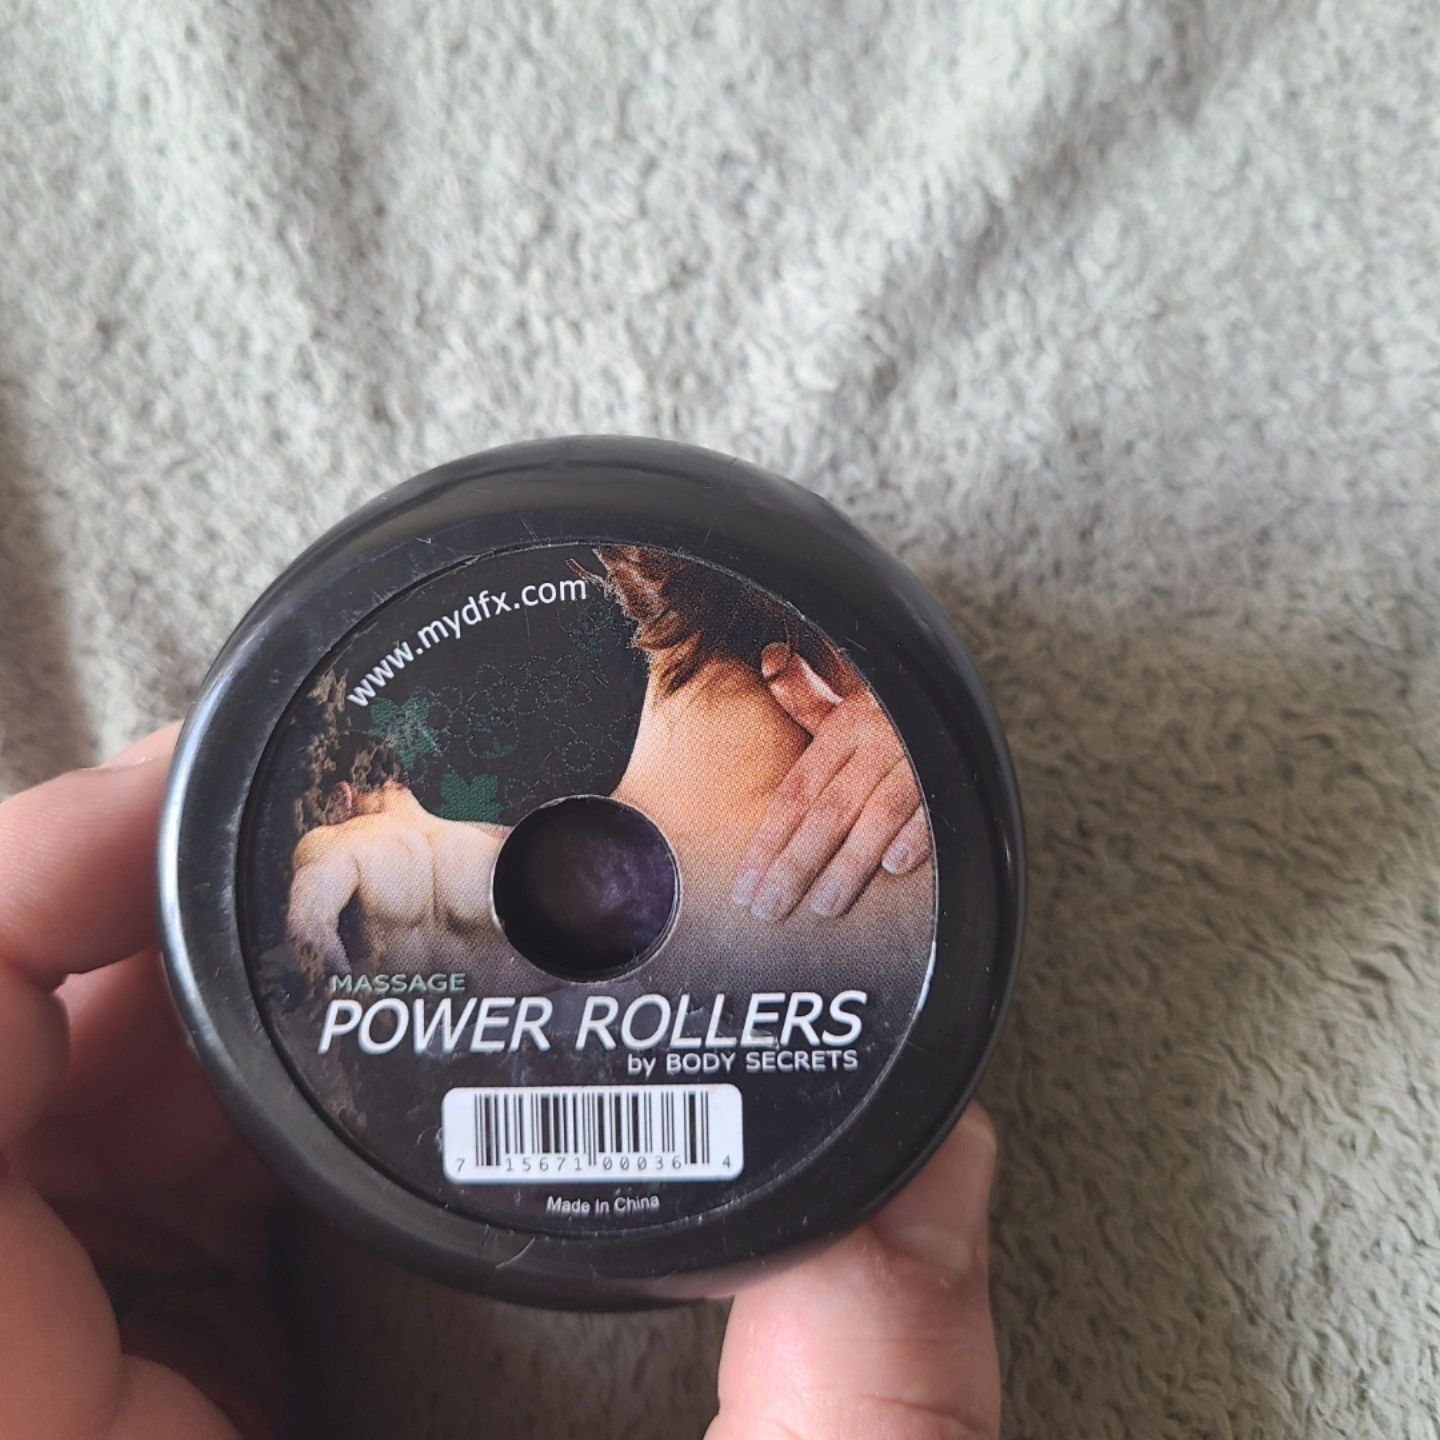 www.mydfx.com
MASSAGE
POWER ROLLERS
by BODY SECRETS
7 15671 00036 4
Made In China